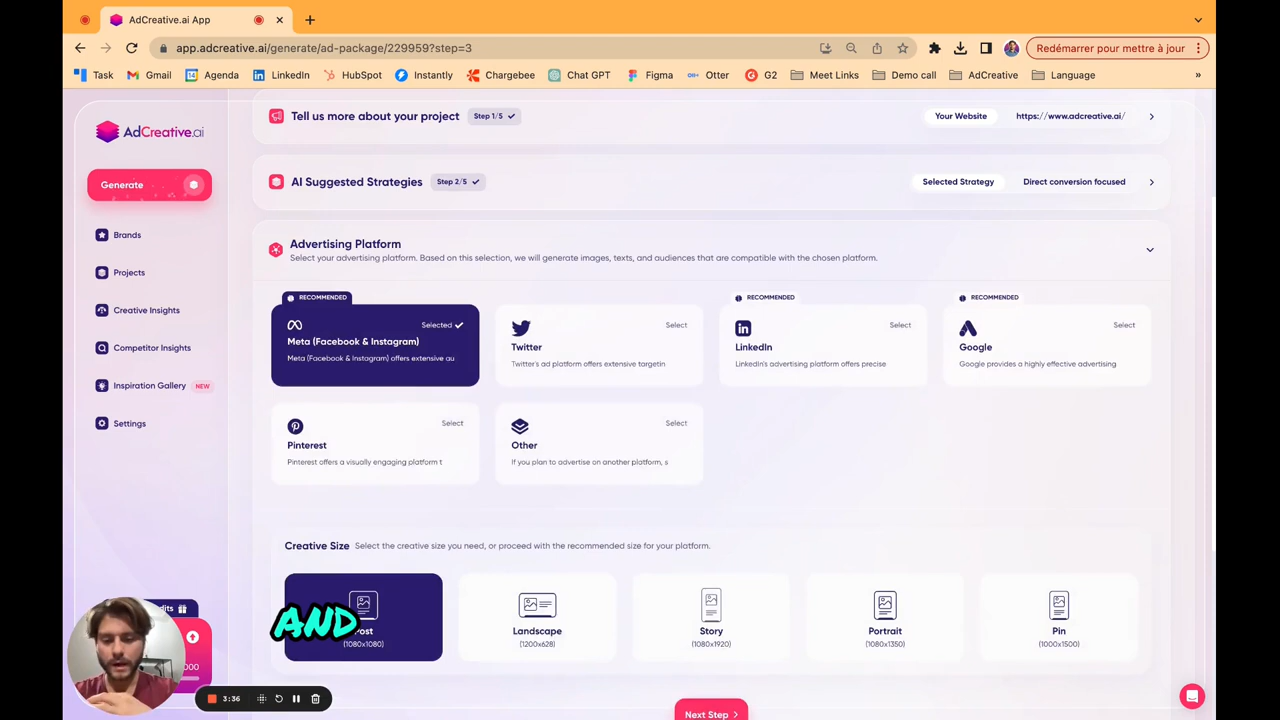 AdCreative.ai App
app.adcreative.ai/generate/ad-package/229959?step=3
Redémarrer pour mettre à jour
Task Gmail Agenda LinkedIn HubSpot Instantly Chargebee Chat GPT Figma Otter G2 Meet Links Demo call AdCreative Language »
AdCreative.ai
Generate
Brands
Projects
Creative Insights
Competitor Insights
Inspiration Gallery NEW
Settings
Tell us more about your project Step 1/5 Your Website https://www.adcreative.ai/
AI Suggested Strategies Step 2/5 Selected Strategy Direct conversion focused
Advertising Platform
Select your advertising platform. Based on this selection, we will generate images, texts, and audiences that are compatible with the chosen platform.
RECOMMENDED
Selected
Meta (Facebook & Instagram)
Meta (Facebook & Instagram) offers extensive au
Select
Twitter
Twitter's ad platform offers extensive targetin
RECOMMENDED
Select
LinkedIn
LinkedIn's advertising platform offers precise
RECOMMENDED
Select
Google
Google provides a highly effective advertising
Select
Pinterest
Pinterest offers a visually engaging platform t
Select
Other
If you plan to advertise on another platform, s
Creative Size Select the creative size you need, or proceed with the recommended size for your platform.
AND
(1080x1080)
Landscape
(1200x628)
Story
(1080x1920)
Portrait
(1080x1350)
Pin
(1000x1500)
Next Step
3:36